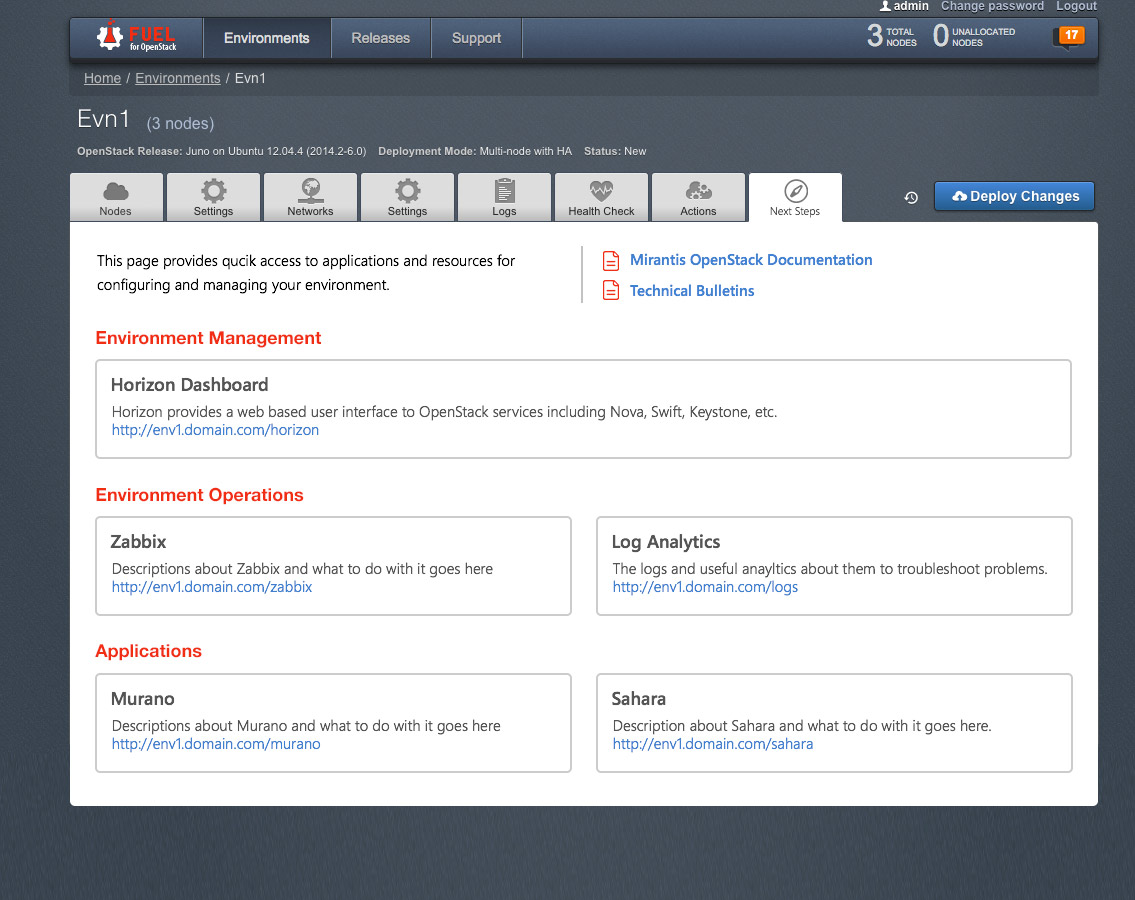 admin Change password Logout
FUEL
for OpenStack
Environments Releases Support
3 TOTAL NODES 0 UNALLOCATED NODES 17
Home / Environments / Evn1
Evn1 (3 nodes)
OpenStack Release: Juno on Ubuntu 12.04.4 (2014.2-6.0) Deployment Mode: Multi-node with HA Status: New
Nodes Settings Networks Settings Logs Health Check Actions Next Steps Deploy Changes
This page provides qucik access to applications and resources for
configuring and managing your environment.
Mirantis OpenStack Documentation
Technical Bulletins
Environment Management
Horizon Dashboard
Horizon provides a web based user interface to OpenStack services including Nova, Swift, Keystone, etc.
http://env1.domain.com/horizon
Environment Operations
Zabbix
Descriptions about Zabbix and what to do with it goes here
http://env1.domain.com/zabbix
Log Analytics
The logs and useful anayltics about them to troubleshoot problems.
http://env1.domain.com/logs
Applications
Murano
Descriptions about Murano and what to do with it goes here
http://env1.domain.com/murano
Sahara
Description about Sahara and what to do with it goes here.
http://env1.domain.com/sahara